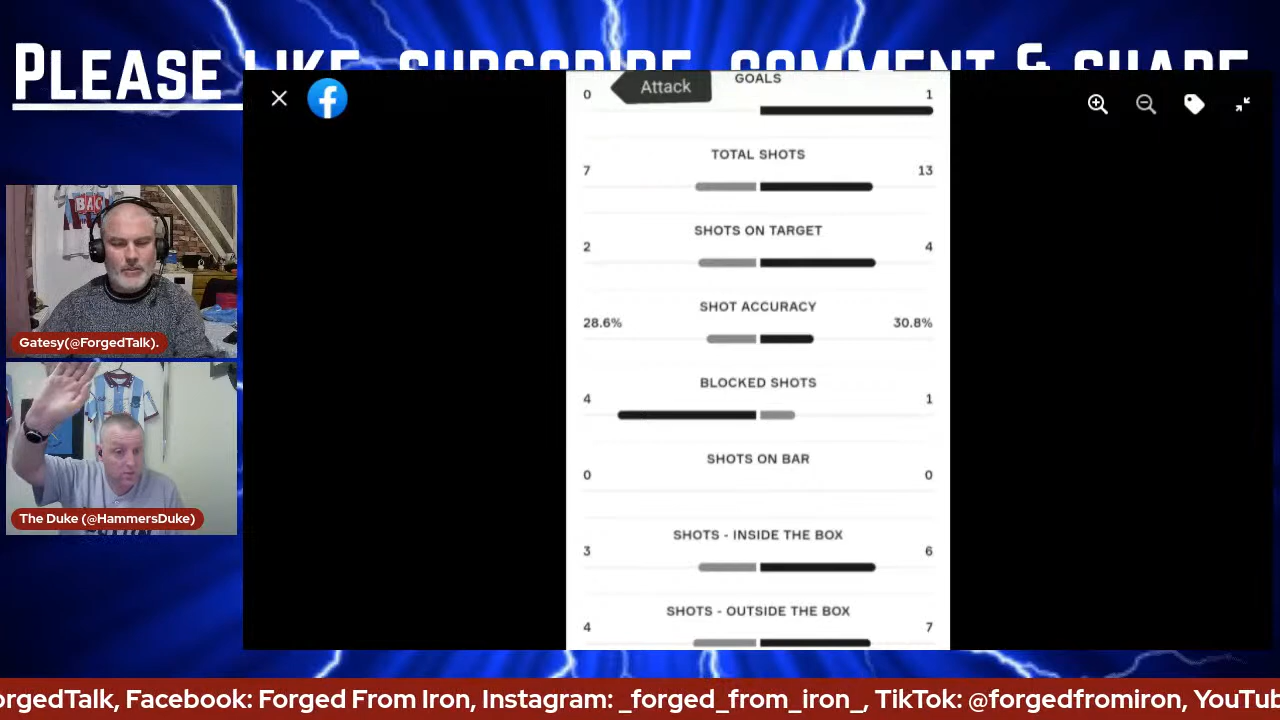 PLEASE LIKE, SUBSCRIBE, COMMENT & SHARE
Attack
GOALS
0 1
TOTAL SHOTS
7 13
SHOTS ON TARGET
2 4
SHOT ACCURACY
28.6% 30.8%
BLOCKED SHOTS
4 1
SHOTS ON BAR
0 0
SHOTS - INSIDE THE BOX
3 6
SHOTS - OUTSIDE THE BOX
4 7
BAC
Gatesy(@ForgedTalk).
The Duke (@HammersDuke)
orgedTalk, Facebook: Forged From Iron, Instagram: _forged_from_iron_, TikTok: @forgedfromiron, YouTub